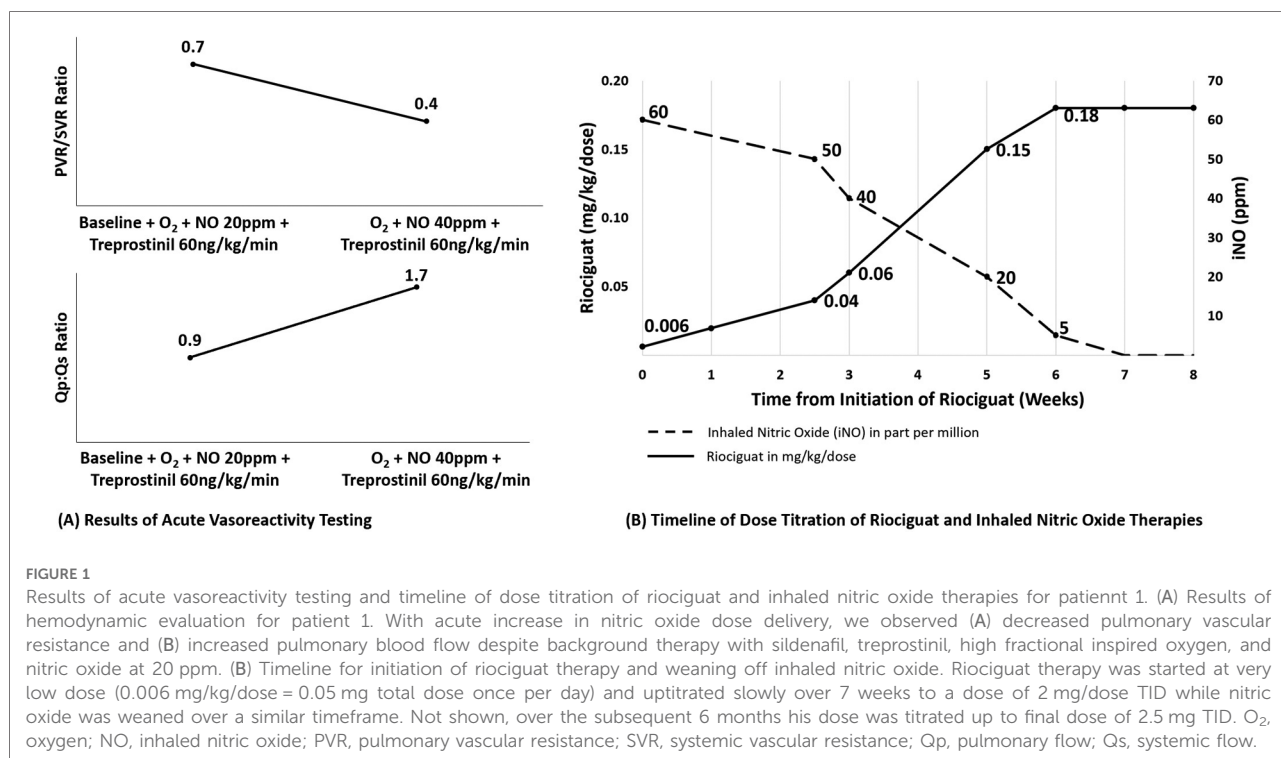 PVR/SVR Ratio
0.7
0.4
Baseline + O₂ + NO 20ppm +
Treprostinil 60ng/kg/min
O₂ + NO 40ppm +
Treprostinil 60ng/kg/min
Qp:Qs Ratio
0.9
1.7
Baseline + O₂ + NO 20ppm +
Treprostinil 60ng/kg/min
O₂ + NO 40ppm +
Treprostinil 60ng/kg/min
(A) Results of Acute Vasoreactivity Testing
Riociguat (mg/kg/dose)
0.20
0.15
0.10
0.05
60
50
40
20
5
0.006
0.04
0.06
0.15
0.18
70
60
50
40
30
20
10
iNO (ppm)
0 1 2 3 4 5 6 7 8
Time from Initiation of Riociguat (Weeks)
Inhaled Nitric Oxide (iNO) in part per million
Riociguat in mg/kg/dose
(B) Timeline of Dose Titration of Riociguat and Inhaled Nitric Oxide Therapies
FIGURE 1
Results of acute vasoreactivity testing and timeline of dose titration of riociguat and inhaled nitric oxide therapies for patiennt 1. (A) Results of
hemodynamic evaluation for patient 1. With acute increase in nitric oxide dose delivery, we observed (A) decreased pulmonary vascular
resistance and (B) increased pulmonary blood flow despite background therapy with sildenafil, treprostinil, high fractional inspired oxygen, and
nitric oxide at 20 ppm. (B) Timeline for initiation of riociguat therapy and weaning off inhaled nitric oxide. Riociguat therapy was started at very
low dose (0.006 mg/kg/dose = 0.05 mg total dose once per day) and uptitrated slowly over 7 weeks to a dose of 2 mg/dose TID while nitric
oxide was weaned over a similar timeframe. Not shown, over the subsequent 6 months his dose was titrated up to final dose of 2.5 mg TID. O₂,
oxygen; NO, inhaled nitric oxide; PVR, pulmonary vascular resistance; SVR, systemic vascular resistance; Qp, pulmonary flow; Qs, systemic flow.